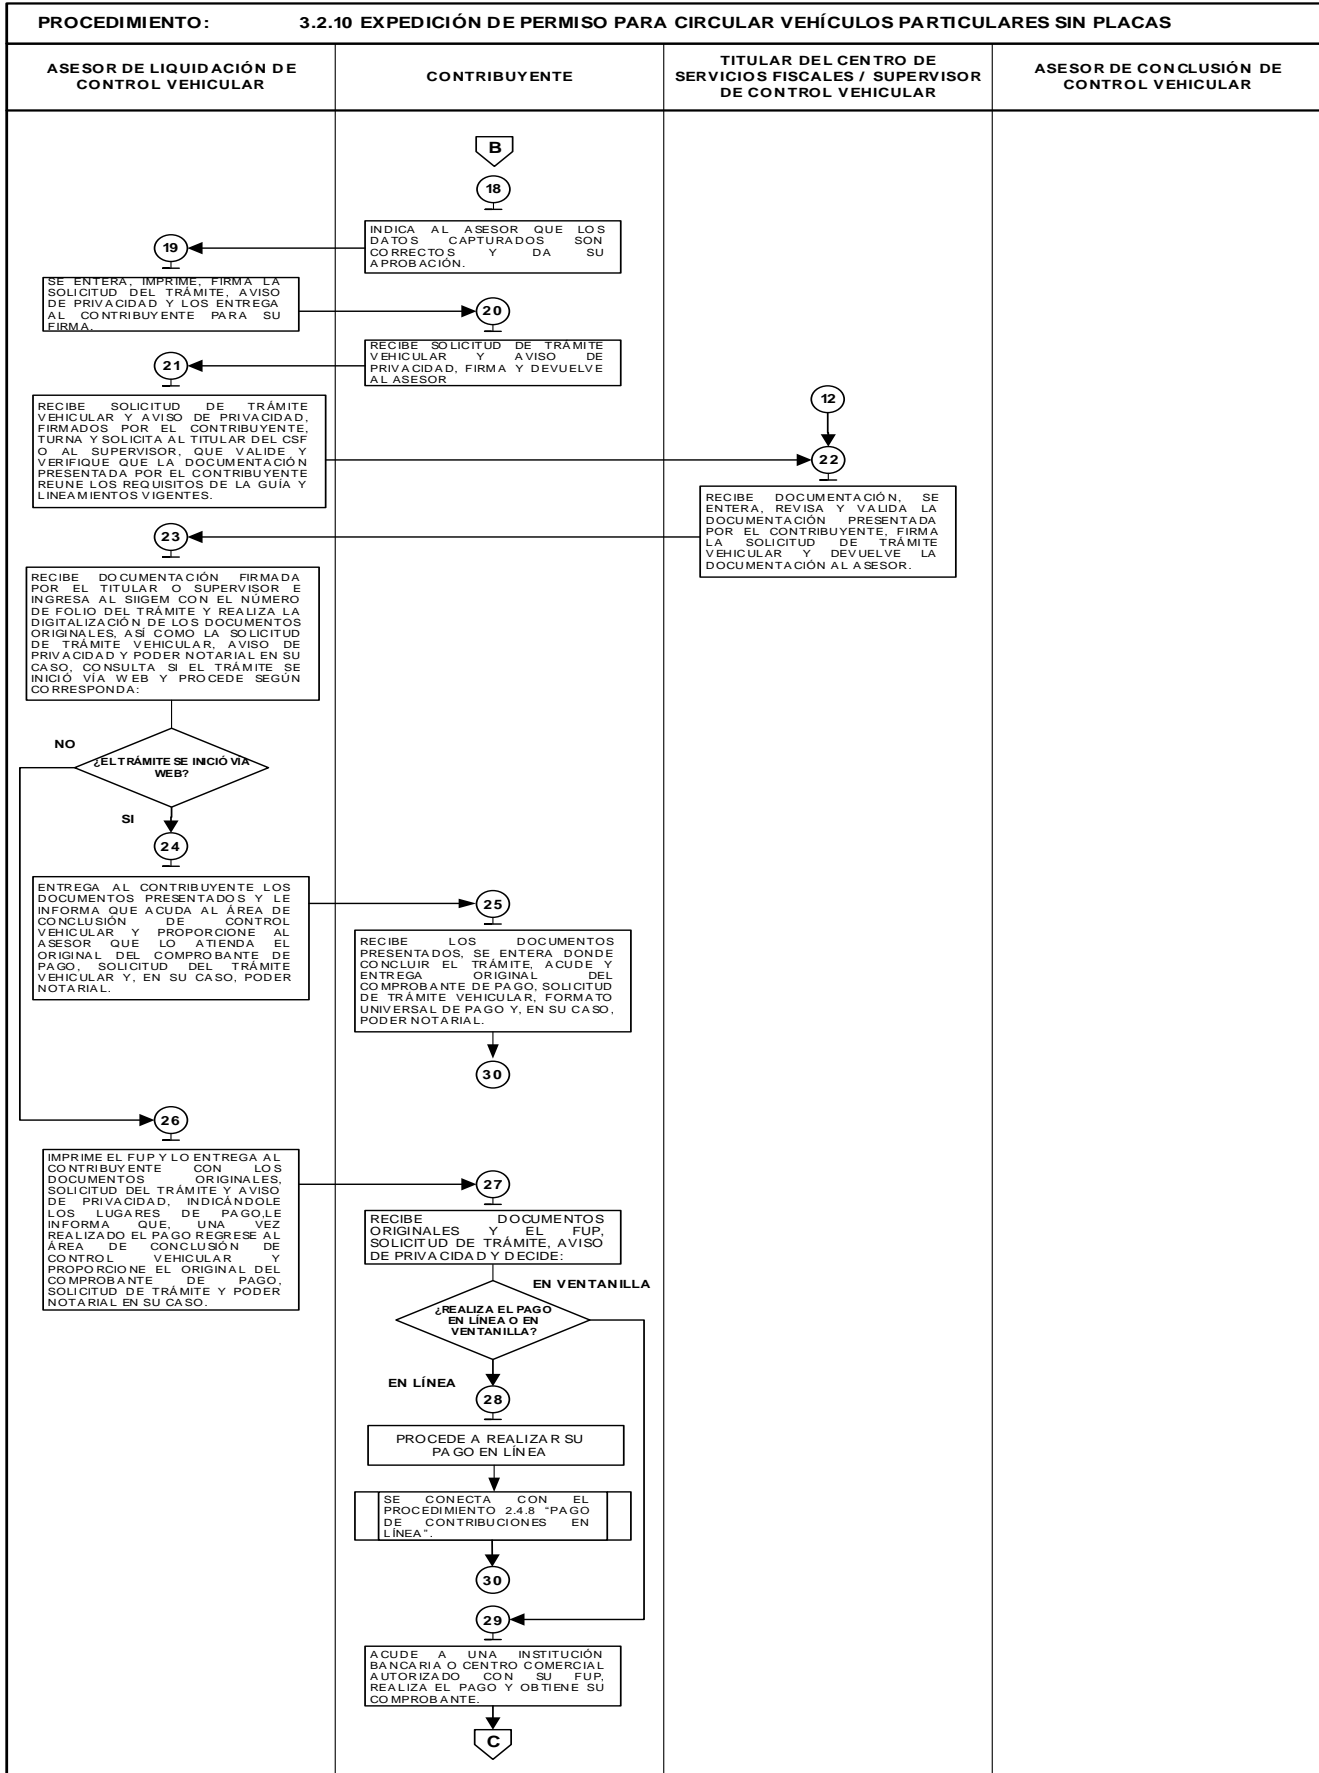 PROCEDIMIENTO: 3.2.10 EXPEDICIÓN DE PERMISO PARA CIRCULAR VEHÍCULOS PARTICULARES SIN PLACAS
ASESOR DE LIQUIDACIÓN DE
CONTROL VEHICULAR
CONTRIBUYENTE
TITULAR DEL CENTRO DE
SERVICIOS FISCALES / SUPERVISOR
DE CONTROL VEHICULAR
ASESOR DE CONCLUSIÓN DE
CONTROL VEHICULAR
B
18
INDICA AL ASESOR QUE LOS
DATOS CAPTURADOS SON
CORRECTOS Y DA SU
APROBACIÓN.
19
SE ENTERA, IMPRIME, FIRMA LA
SOLICITUD DEL TRÁMITE, AVISO
DE PRIVACIDAD Y LOS ENTREGA
AL CONTRIBUYENTE PARA SU
FIRMA.
20
RECIBE SOLICITUD DE TRÁMITE
VEHICULAR Y AVISO DE
PRIVACIDAD, FIRMA Y DEVUELVE
AL ASESOR
21
RECIBE SOLICITUD DE TRÁMITE
VEHICULAR Y AVISO DE PRIVACIDAD,
FIRMADOS POR EL CONTRIBUYENTE,
TURNA Y SOLICITA AL TITULAR DEL CSF
O AL SUPERVISOR, QUE VALIDE Y
VERIFIQUE QUE LA DOCUMENTACIÓN
PRESENTADA POR EL CONTRIBUYENTE
REUNE LOS REQUISITOS DE LA GUÍA Y
LINEAMIENTOS VIGENTES.
12
22
RECIBE DOCUMENTACIÓN, SE
ENTERA, REVISA Y VALIDA LA
DOCUMENTACIÓN PRESENTADA
POR EL CONTRIBUYENTE, FIRMA
LA SOLICITUD DE TRÁMITE
VEHICULAR Y DEVUELVE LA
DOCUMENTACIÓN AL ASESOR.
23
RECIBE DOCUMENTACIÓN FIRMADA
POR EL TITULAR O SUPERVISOR E
INGRESA AL SIIGEM CON EL NÚMERO
DE FOLIO DEL TRÁMITE Y REALIZA LA
DIGITALIZACIÓN DE LOS DOCUMENTOS
ORIGINALES, ASÍ COMO LA SOLICITUD
DE TRÁMITE VEHICULAR, AVISO DE
PRIVACIDAD Y PODER NOTARIAL EN SU
CASO, CONSULTA SI EL TRÁMITE SE
INICIÓ VÍA WEB Y PROCEDE SEGÚN
CORRESPONDA:
NO
¿EL TRÁMITE SE INICIÓ VÍA
WEB?
SI
24
ENTREGA AL CONTRIBUYENTE LOS
DOCUMENTOS PRESENTADOS Y LE
INFORMA QUE ACUDA AL ÁREA DE
CONCLUSIÓN DE CONTROL
VEHICULAR Y PROPORCIONE AL
ASESOR QUE LO ATIENDA EL
ORIGINAL DEL COMPROBANTE DE
PAGO, SOLICITUD DEL TRÁMITE
VEHICULAR Y, EN SU CASO, PODER
NOTARIAL.
25
RECIBE LOS DOCUMENTOS
PRESENTADOS, SE ENTERA DONDE
CONCLUIR EL TRÁMITE, ACUDE Y
ENTREGA ORIGINAL DEL
COMPROBANTE DE PAGO, SOLICITUD
DE TRÁMITE VEHICULAR, FORMATO
UNIVERSAL DE PAGO Y, EN SU CASO,
PODER NOTARIAL.
30
26
IMPRIME EL FUP Y LO ENTREGA AL
CONTRIBUYENTE CON LOS
DOCUMENTOS ORIGINALES,
SOLICITUD DEL TRÁMITE Y AVISO
DE PRIVACIDAD, INDICÁNDOLE
LOS LUGARES DE PAGO,LE
INFORMA QUE, UNA VEZ
REALIZADO EL PAGO REGRESE AL
ÁREA DE CONCLUSIÓN DE
CONTROL VEHICULAR Y
PROPORCIONE EL ORIGINAL DEL
COMPROBANTE DE PAGO,
SOLICITUD DE TRÁMITE Y PODER
NOTARIAL EN SU CASO.
27
RECIBE DOCUMENTOS
ORIGINALES Y EL FUP,
SOLICITUD DE TRÁMITE, AVISO
DE PRIVACIDAD Y DECIDE:
EN VENTANILLA
¿REALIZA EL PAGO
EN LÍNEA O EN
VENTANILLA?
EN LÍNEA
28
PROCEDE A REALIZAR SU
PAGO EN LÍNEA
SE CONECTA CON EL
PROCEDIMIENTO 2.4.8 "PAGO
DE CONTRIBUCIONES EN
LÍNEA".
30
29
ACUDE A UNA INSTITUCIÓN
BANCARIA O CENTRO COMERCIAL
AUTORIZADO CON SU FUP,
REALIZA EL PAGO Y OBTIENE SU
COMPROBANTE.
C